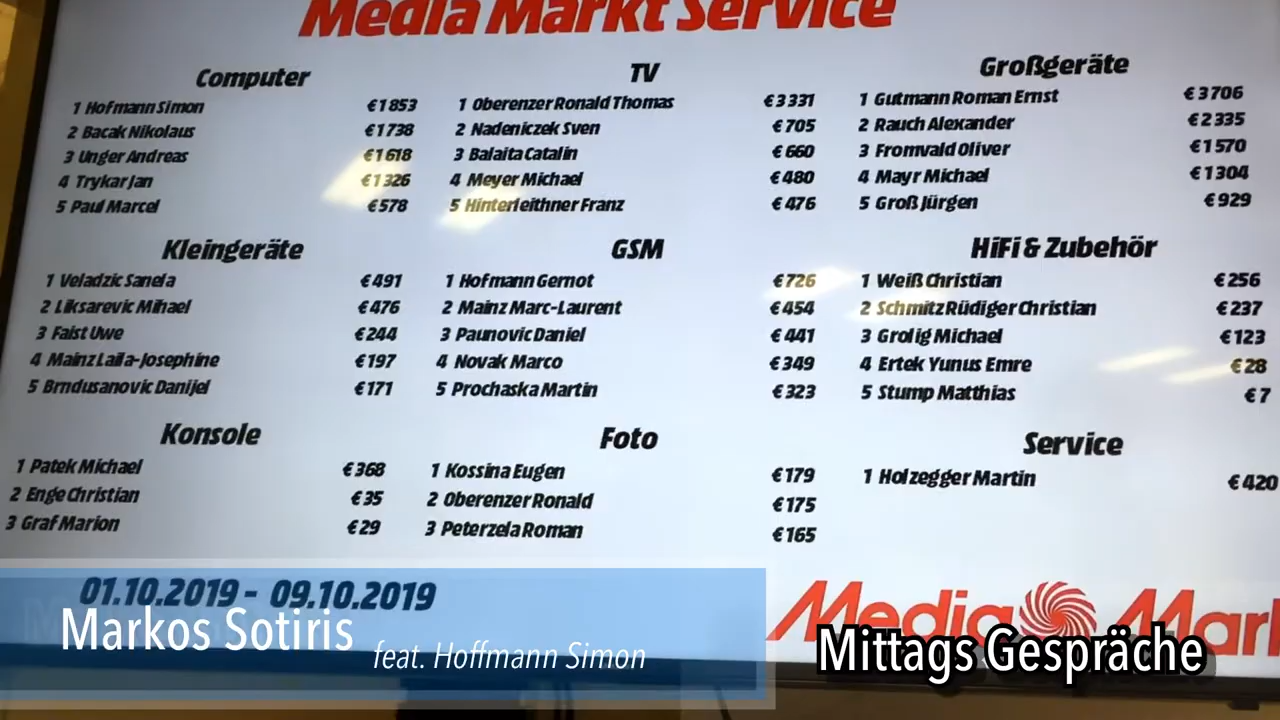 Media Markt Service
Computer
1 Hofmann Simon €1853
2 Bacak Nikolaus €1738
3 Unger Andreas €1618
4 Trykar Jan €1326
5 Paul Marcel €578
TV
1 Oberenzer Ronald Thomas €3331
2 Nadeniczek Sven €705
3 Balaita Catalin €660
4 Meyer Michael €480
5 Hinterleithner Franz €476
Großgeräte
1 Gutmann Roman Ernst €3706
2 Rauch Alexander €2335
3 Fromvald Oliver €1570
4 Mayr Michael €1304
5 Groß Jürgen €929
Kleingeräte
1 Veladzic Sanela €491
2 Liksarevic Mihael €476
3 Faist Uwe €244
4 Mainz Laila-Josephine €197
5 Brndusanovic Danijel €171
GSM
1 Hofmann Gernot €726
2 Mainz Marc-Laurent €454
3 Paunovic Daniel €441
4 Novak Marco €349
5 Prochaska Martin €323
HiFi & Zubehör
1 Weiß Christian €256
2 Schmitz Rüdiger Christian €237
3 Grolig Michael €123
4 Ertek Yunus Emre €28
5 Stump Matthias €7
Konsole
1 Patek Michael €368
2 Enge Christian €35
3 Graf Marion €29
Foto
1 Kossina Eugen €179
2 Oberenzer Ronald €175
3 Peterzela Roman €165
Service
1 Holzegger Martin €420
01.10.2019 - 09.10.2019
Media Mark
Markos Sotiris
feat. Hoffmann Simon
Mittags Gespräche